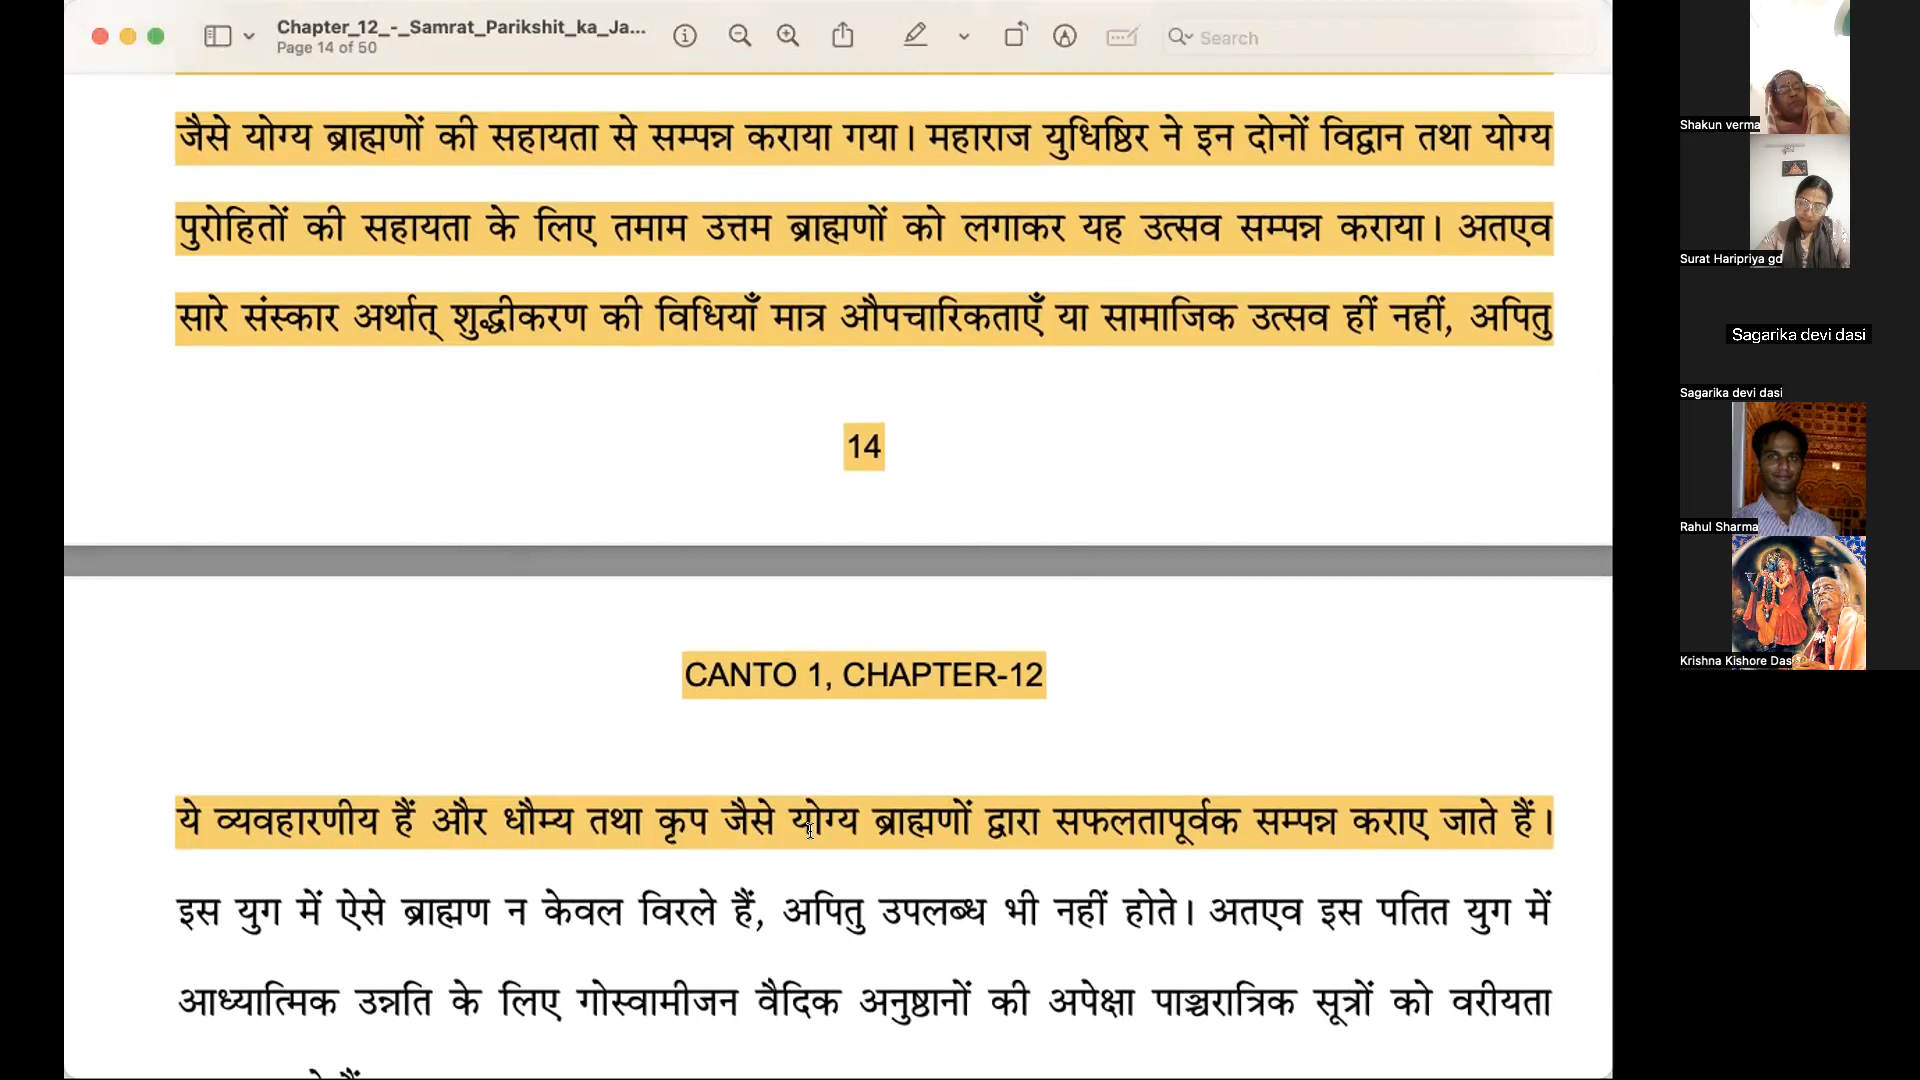 Chapter_12_-_Samrat_Parikshit_ka_Ja...
Page 14 of 50
Search
जैसे योग्य ब्राह्मणों की सहायता से सम्पन्न कराया गया। महाराज युधिष्ठिर ने इन दोनों विद्वान तथा योग्य
पुरोहितों की सहायता के लिए तमाम उत्तम ब्राह्मणों को लगाकर यह उत्सव सम्पन्न कराया। अतएव
सारे संस्कार अर्थात् शुद्धीकरण की विधियाँ मात्र औपचारिकताएँ या सामाजिक उत्सव हीं नहीं, अपितु
14
CANTO 1, CHAPTER-12
ये व्यवहारणीय हैं और धौम्य तथा कृप जैसे योग्य ब्राह्मणों द्वारा सफलतापूर्वक सम्पन्न कराए जाते हैं।
इस युग में ऐसे ब्राह्मण न केवल विरले हैं, अपितु उपलब्ध भी नहीं होते। अतएव इस पतित युग में
आध्यात्मिक उन्नति के लिए गोस्वामीजन वैदिक अनुष्ठानों की अपेक्षा पाञ्चरात्रिक सूत्रों को वरीयता
Shakun verma
Surat Haripriya gd
Sagarika devi dasi
Sagarika devi dasi
Rahul Sharma
Krishna Kishore Das